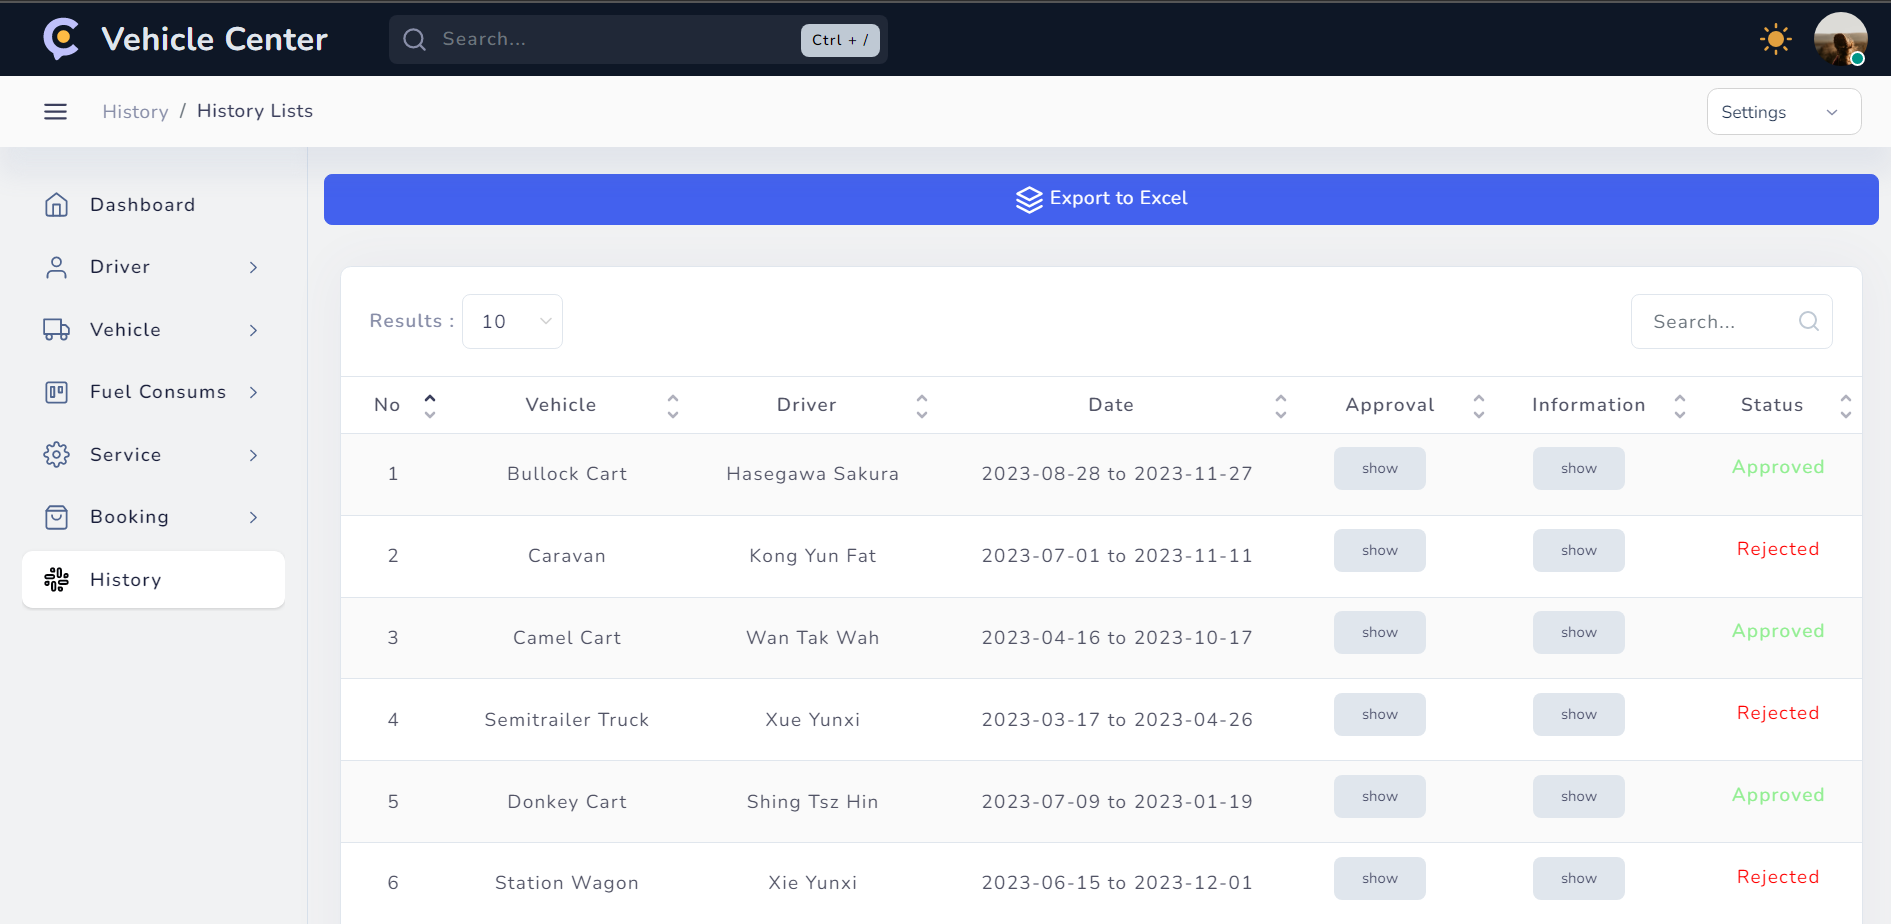 Vehicle Center Search... Ctrl + /
History / History Lists Settings
Dashboard
Driver
Vehicle
Fuel Consums
Service
Booking
History
Export to Excel
Results : 10 Search...
No Vehicle Driver Date Approval Information Status
1 Bullock Cart Hasegawa Sakura 2023-08-28 to 2023-11-27 show show Approved
2 Caravan Kong Yun Fat 2023-07-01 to 2023-11-11 show show Rejected
3 Camel Cart Wan Tak Wah 2023-04-16 to 2023-10-17 show show Approved
4 Semitrailer Truck Xue Yunxi 2023-03-17 to 2023-04-26 show show Rejected
5 Donkey Cart Shing Tsz Hin 2023-07-09 to 2023-01-19 show show Approved
6 Station Wagon Xie Yunxi 2023-06-15 to 2023-12-01 show show Rejected